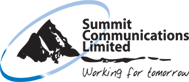 Summit
Communications
Limited
Working for tomorrow